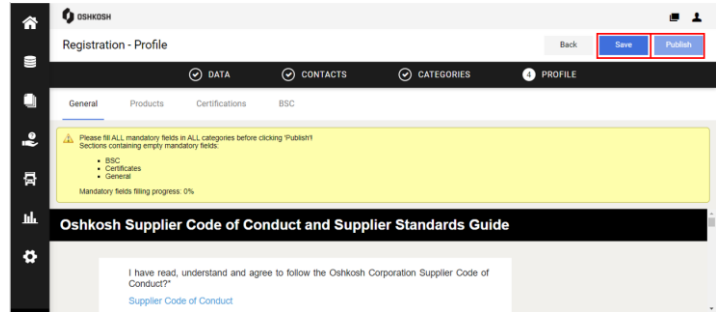 OSHKOSH
Registration - Profile
Back
Save
Publish
DATA
CONTACTS
CATEGORIES
4 PROFILE
General
Products
Certifications
BSC
Please fill ALL mandatory fields in ALL categories before clicking 'Publish'!
Sections containing empty mandatory fields:
• BSC
• Certificates
• General
Mandatory fields filling progress: 0%
Oshkosh Supplier Code of Conduct and Supplier Standards Guide
I have read, understand and agree to follow the Oshkosh Corporation Supplier Code of
Conduct?*
Supplier Code of Conduct